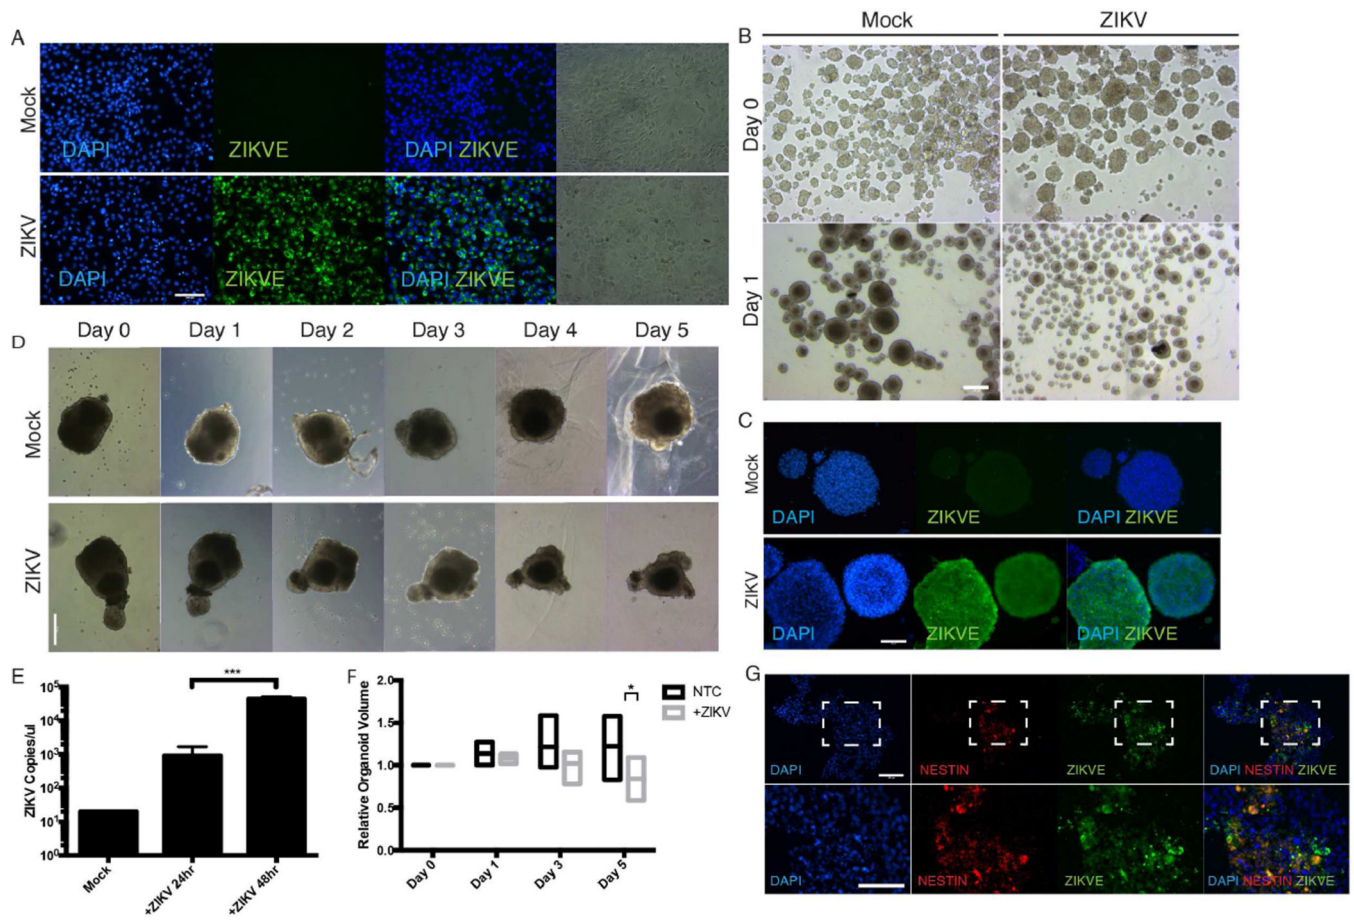 A
Mock
DAPI
ZIKVE
DAPI ZIKVE
ZIKV
DAPI
ZIKVE
DAPI ZIKVE
B
Mock
ZIKV
Day 0
Day 1
C
Mock
DAPI
ZIKVE
DAPI ZIKVE
ZIKV
DAPI
ZIKVE
DAPI ZIKVE
D
Day 0 Day 1 Day 2 Day 3 Day 4 Day 5
Mock
ZIKV
E
***
ZIKV Copies/ul
10^5
10^4
10^3
10^2
10^1
10^0
Mock
+ZIKV 24hr
+ZIKV 48hr
F
Relative Organoid Volume
2.0
1.5
1.0
0.5
0.0
*
NTC
+ZIKV
Day 0
Day 1
Day 3
Day 5
G
DAPI
NESTIN
ZIKVE
DAPI NESTIN ZIKVE
DAPI
NESTIN
ZIKVE
DAPI NESTIN ZIKVE